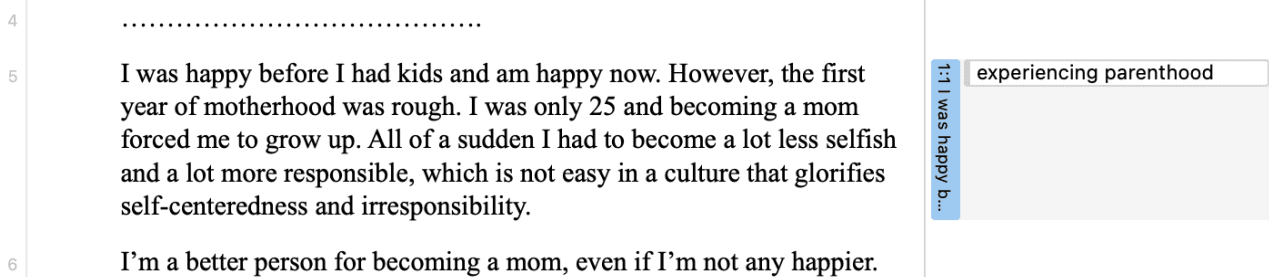 4
.......................................
5
I was happy before I had kids and am happy now. However, the first
year of motherhood was rough. I was only 25 and becoming a mom
forced me to grow up. All of a sudden I had to become a lot less selfish
and a lot more responsible, which is not easy in a culture that glorifies
self-centeredness and irresponsibility.
6
I’m a better person for becoming a mom, even if I’m not any happier.
1:1 I was happy b...
experiencing parenthood